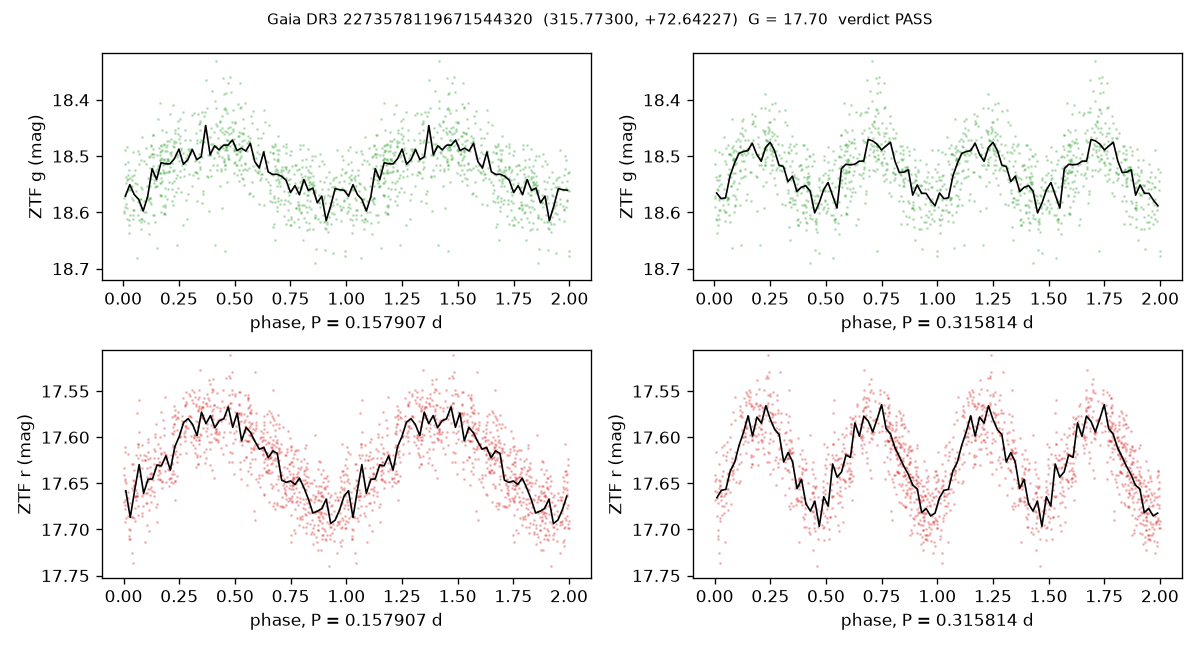 Gaia DR3 2273578119671544320 (315.77300, +72.64227) G = 17.70 verdict PASS
ZTF g (mag)
18.4
18.5
18.6
18.7
0.00 0.25 0.50 0.75 1.00 1.25 1.50 1.75 2.00
phase, P = 0.157907 d
ZTF g (mag)
18.4
18.5
18.6
18.7
0.00 0.25 0.50 0.75 1.00 1.25 1.50 1.75 2.00
phase, P = 0.315814 d
ZTF r (mag)
17.55
17.60
17.65
17.70
17.75
0.00 0.25 0.50 0.75 1.00 1.25 1.50 1.75 2.00
phase, P = 0.157907 d
ZTF r (mag)
17.55
17.60
17.65
17.70
17.75
0.00 0.25 0.50 0.75 1.00 1.25 1.50 1.75 2.00
phase, P = 0.315814 d